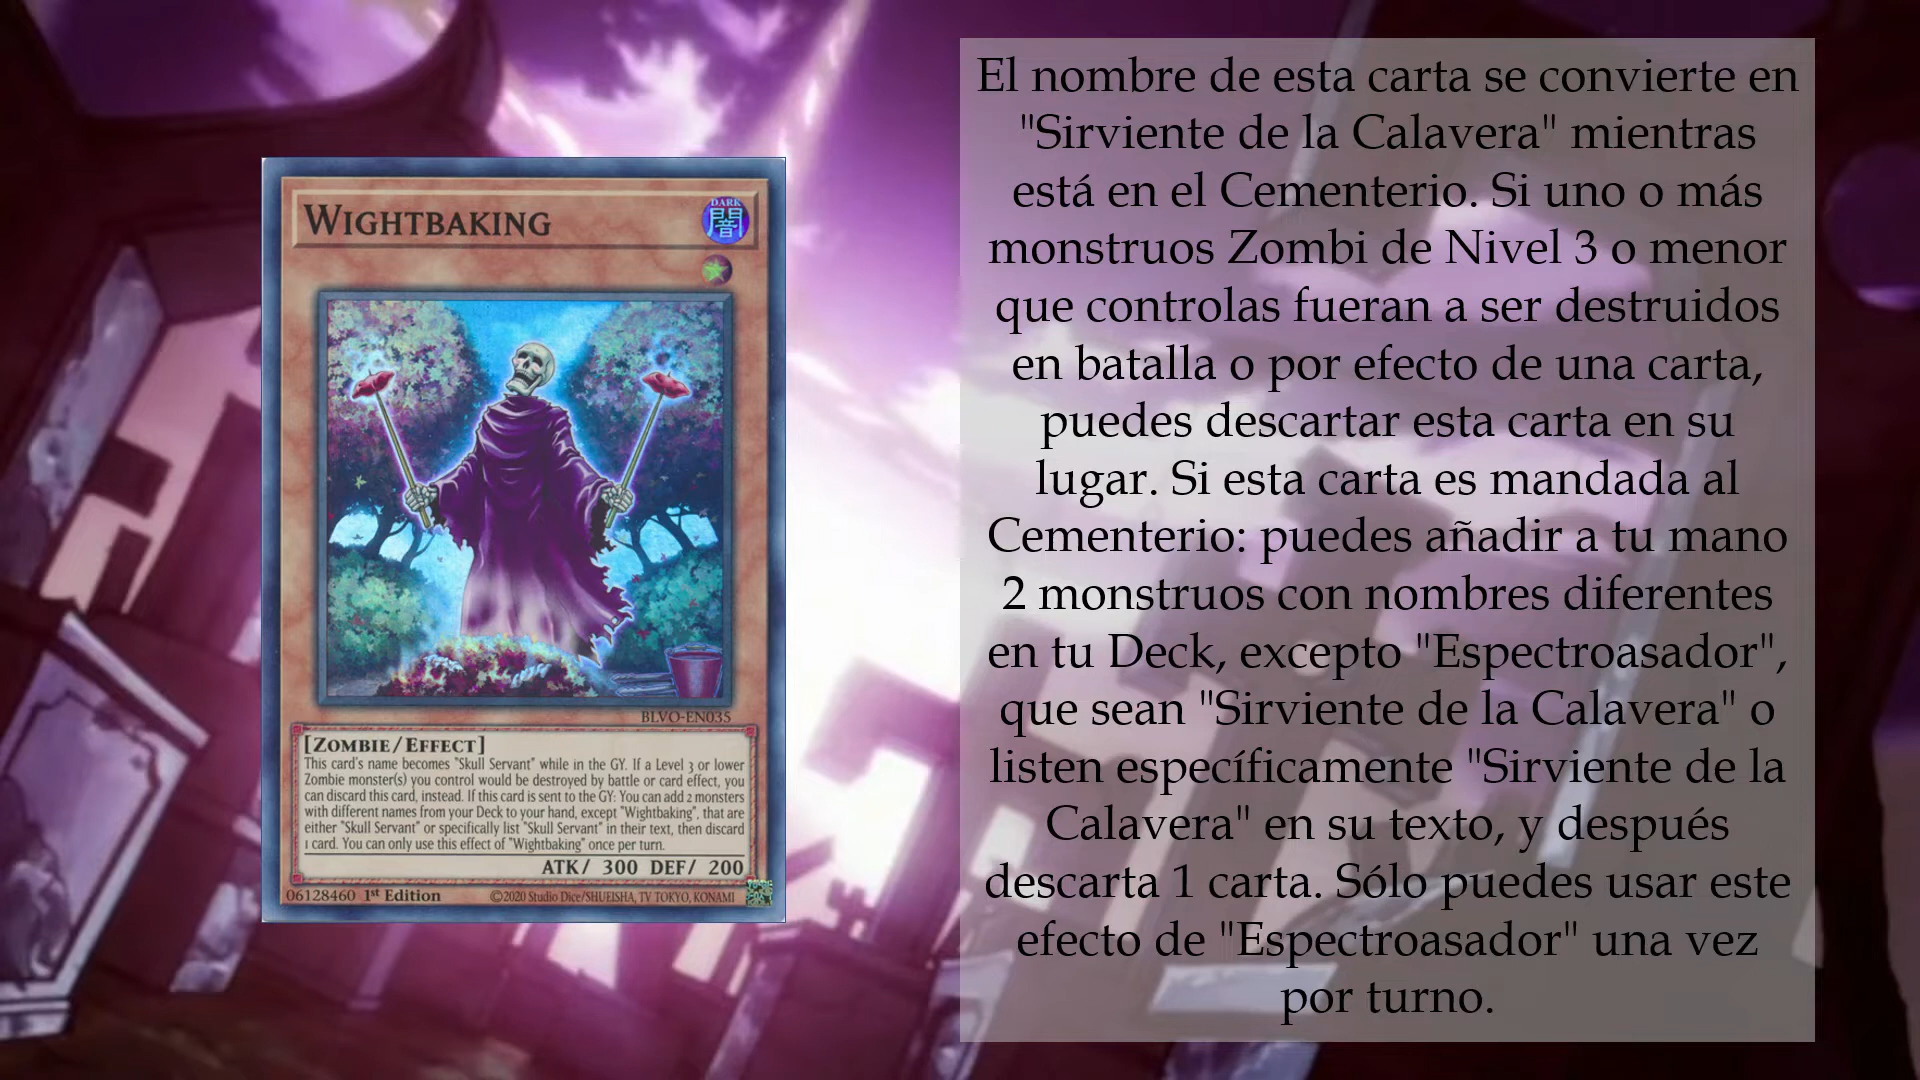 WIGHTBAKING
DARK
闇
BLVO-EN035
[ZOMBIE/EFFECT]
This card's name becomes "Skull Servant" while in the GY. If a Level 3 or lower
Zombie monster(s) you control would be destroyed by battle or card effect, you
can discard this card, instead. If this card is sent to the GY: You can add 2 monsters
with different names from your Deck to your hand, except "Wightbaking", that are
either "Skull Servant" or specifically list "Skull Servant" in their text, then discard
1 card. You can only use this effect of "Wightbaking" once per turn.
ATK/ 300 DEF/ 200
06128460 1st Edition ©2020 Studio Dice/SHUEISHA, TV TOKYO, KONAMI
El nombre de esta carta se convierte en
"Sirviente de la Calavera" mientras
está en el Cementerio. Si uno o más
monstruos Zombi de Nivel 3 o menor
que controlas fueran a ser destruidos
en batalla o por efecto de una carta,
puedes descartar esta carta en su
lugar. Si esta carta es mandada al
Cementerio: puedes añadir a tu mano
2 monstruos con nombres diferentes
en tu Deck, excepto "Espectroasador",
que sean "Sirviente de la Calavera" o
listen específicamente "Sirviente de la
Calavera" en su texto, y después
descarta 1 carta. Sólo puedes usar este
efecto de "Espectroasador" una vez
por turno.